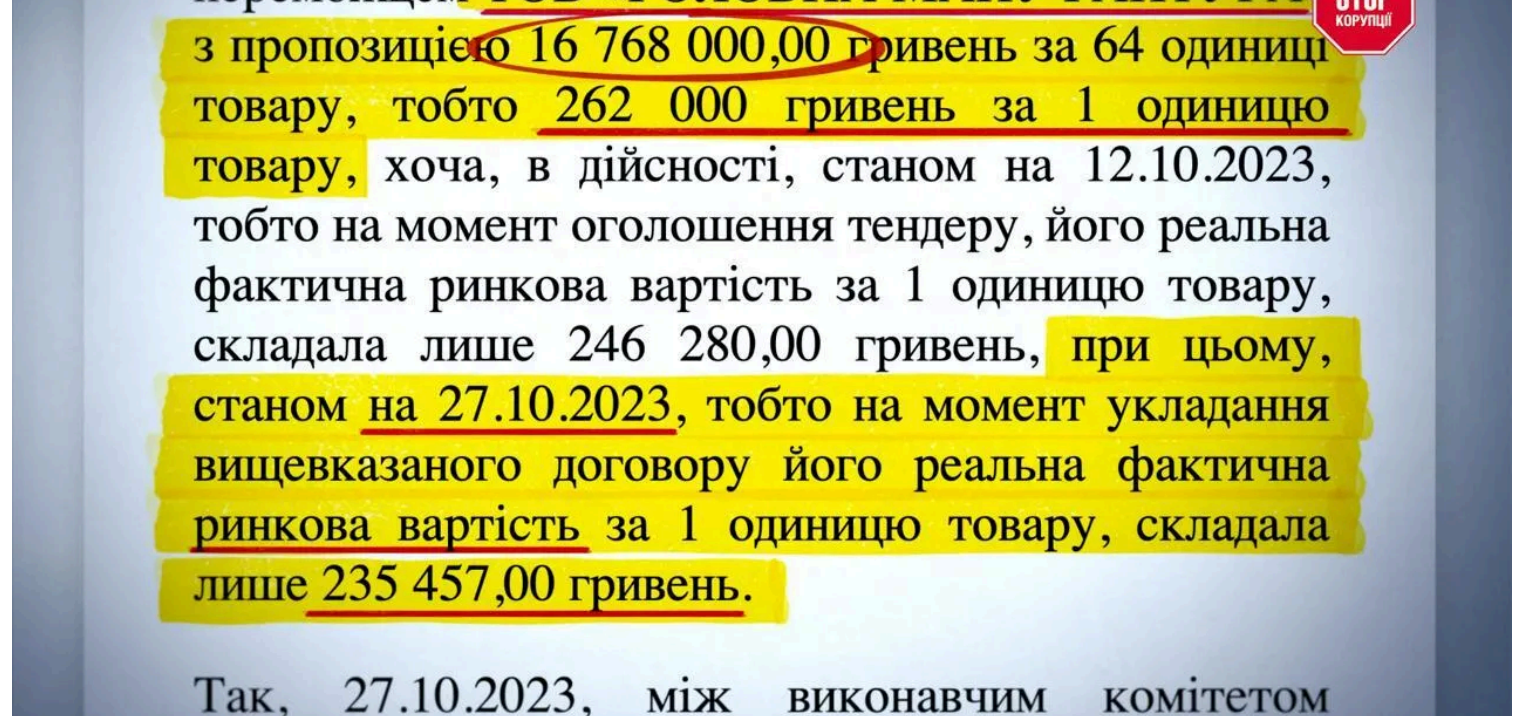 СТОП
КОРУПЦІЇ
з пропозицією 16 768 000,00 гривень за 64 одиниці
товару, тобто 262 000 гривень за 1 одиницю
товару, хоча, в дійсності, станом на 12.10.2023,
тобто на момент оголошення тендеру, його реальна
фактична ринкова вартість за 1 одиницю товару,
складала лише 246 280,00 гривень, при цьому,
станом на 27.10.2023, тобто на момент укладання
вищевказаного договору його реальна фактична
ринкова вартість за 1 одиницю товару, складала
лише 235 457,00 гривень.
Так, 27.10.2023, між виконавчим комітетом